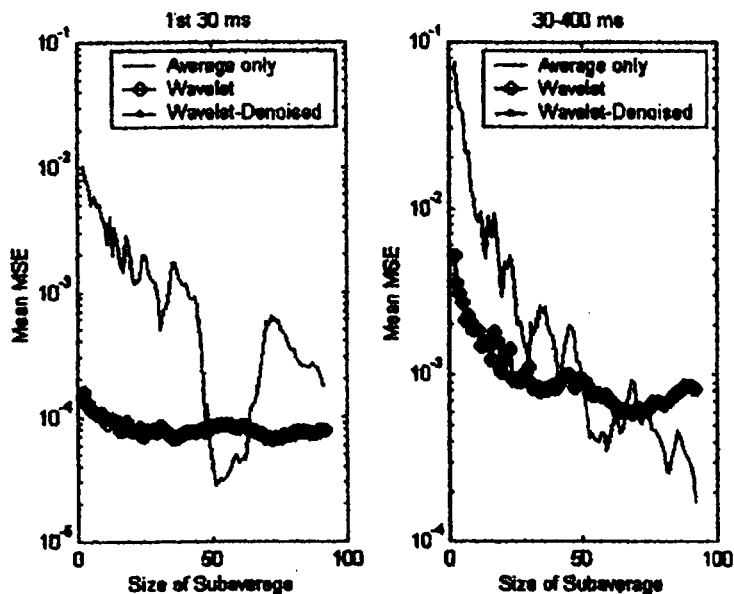 1st 30 ms
10^-1
Average only
Wavelet
Wavelet-Denoised
10^-2
10^-3
10^-4
10^-5
Mean MSE
0
50
100
Size of Subaverage
30-400 ms
10^-1
Average only
Wavelet
Wavelet-Denoised
10^-2
10^-3
10^-4
Mean MSE
0
50
100
Size of Subaverage